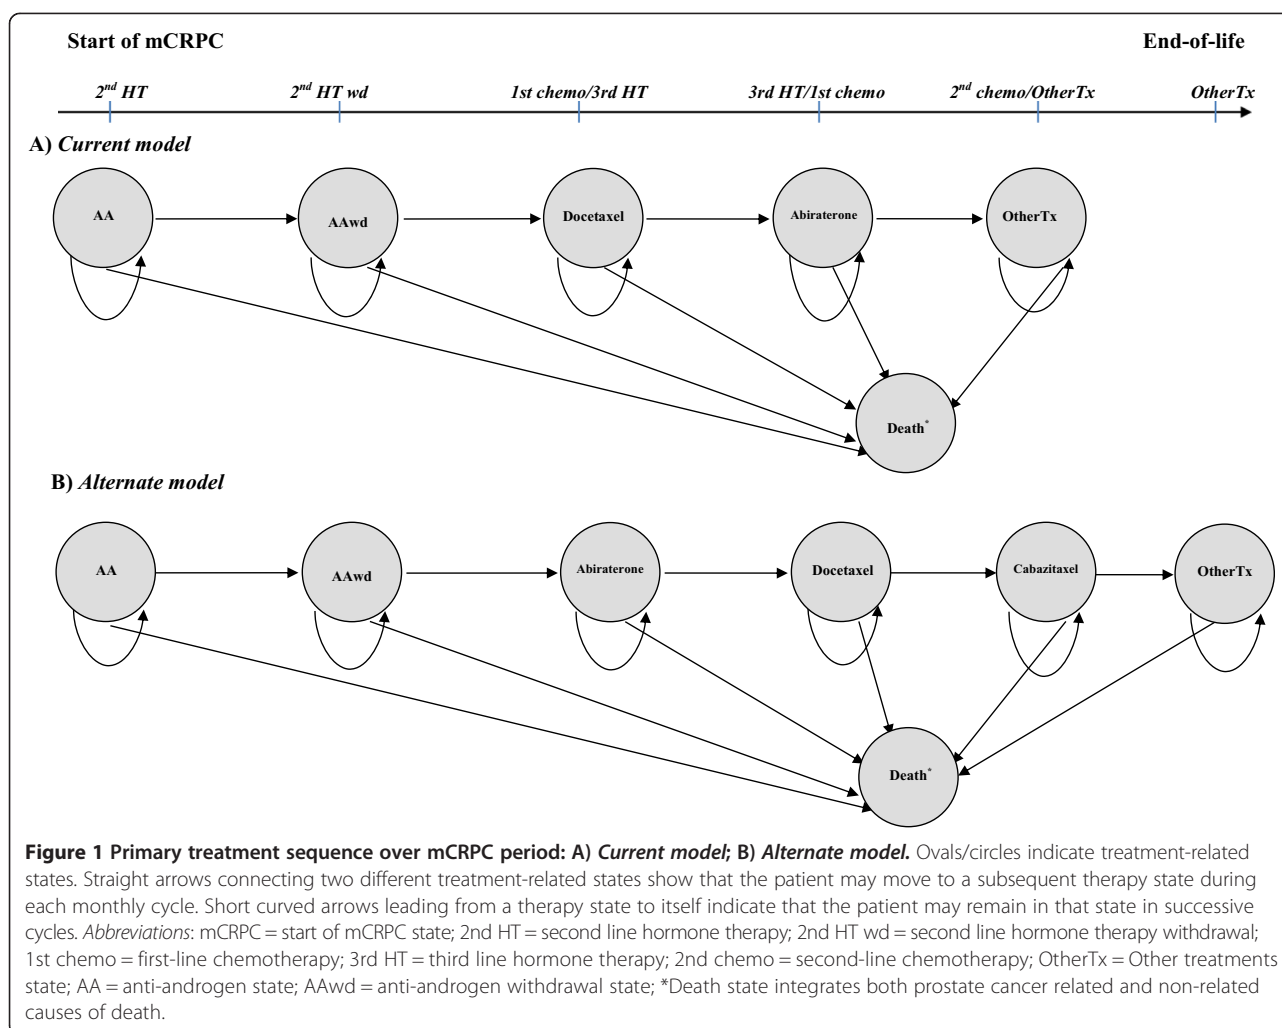 Start of mCRPC End-of-life
2nd HT 2nd HT wd 1st chemo/3rd HT 3rd HT/1st chemo 2nd chemo/OtherTx OtherTx
A) Current model
AA AAwd Docetaxel Abiraterone OtherTx
Death*
B) Alternate model
AA AAwd Abiraterone Docetaxel Cabazitaxel OtherTx
Death*
Figure 1 Primary treatment sequence over mCRPC period: A) Current model; B) Alternate model. Ovals/circles indicate treatment-related
states. Straight arrows connecting two different treatment-related states show that the patient may move to a subsequent therapy state during
each monthly cycle. Short curved arrows leading from a therapy state to itself indicate that the patient may remain in that state in successive
cycles. Abbreviations: mCRPC = start of mCRPC state; 2nd HT = second line hormone therapy; 2nd HT wd = second line hormone therapy withdrawal;
1st chemo = first-line chemotherapy; 3rd HT = third line hormone therapy; 2nd chemo = second-line chemotherapy; OtherTx = Other treatments
state; AA = anti-androgen state; AAwd = anti-androgen withdrawal state; *Death state integrates both prostate cancer related and non-related
causes of death.